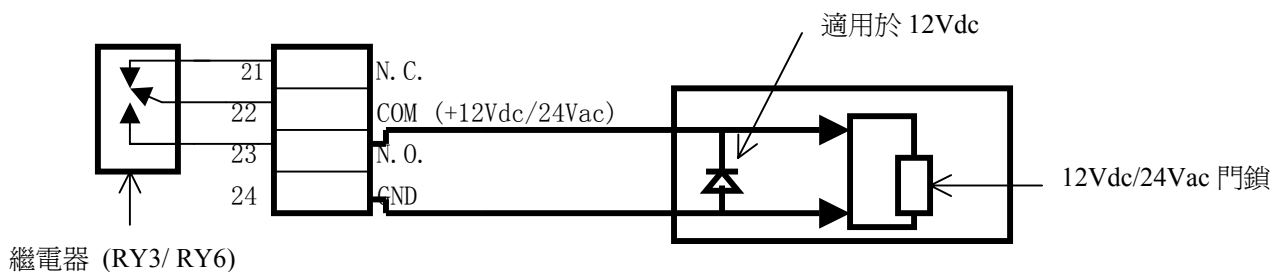 適用於 12Vdc
21 N.C.
22 COM (+12Vdc/24Vac)
23 N.O.
24 GND
12Vdc/24Vac 門鎖
繼電器 (RY3/ RY6)